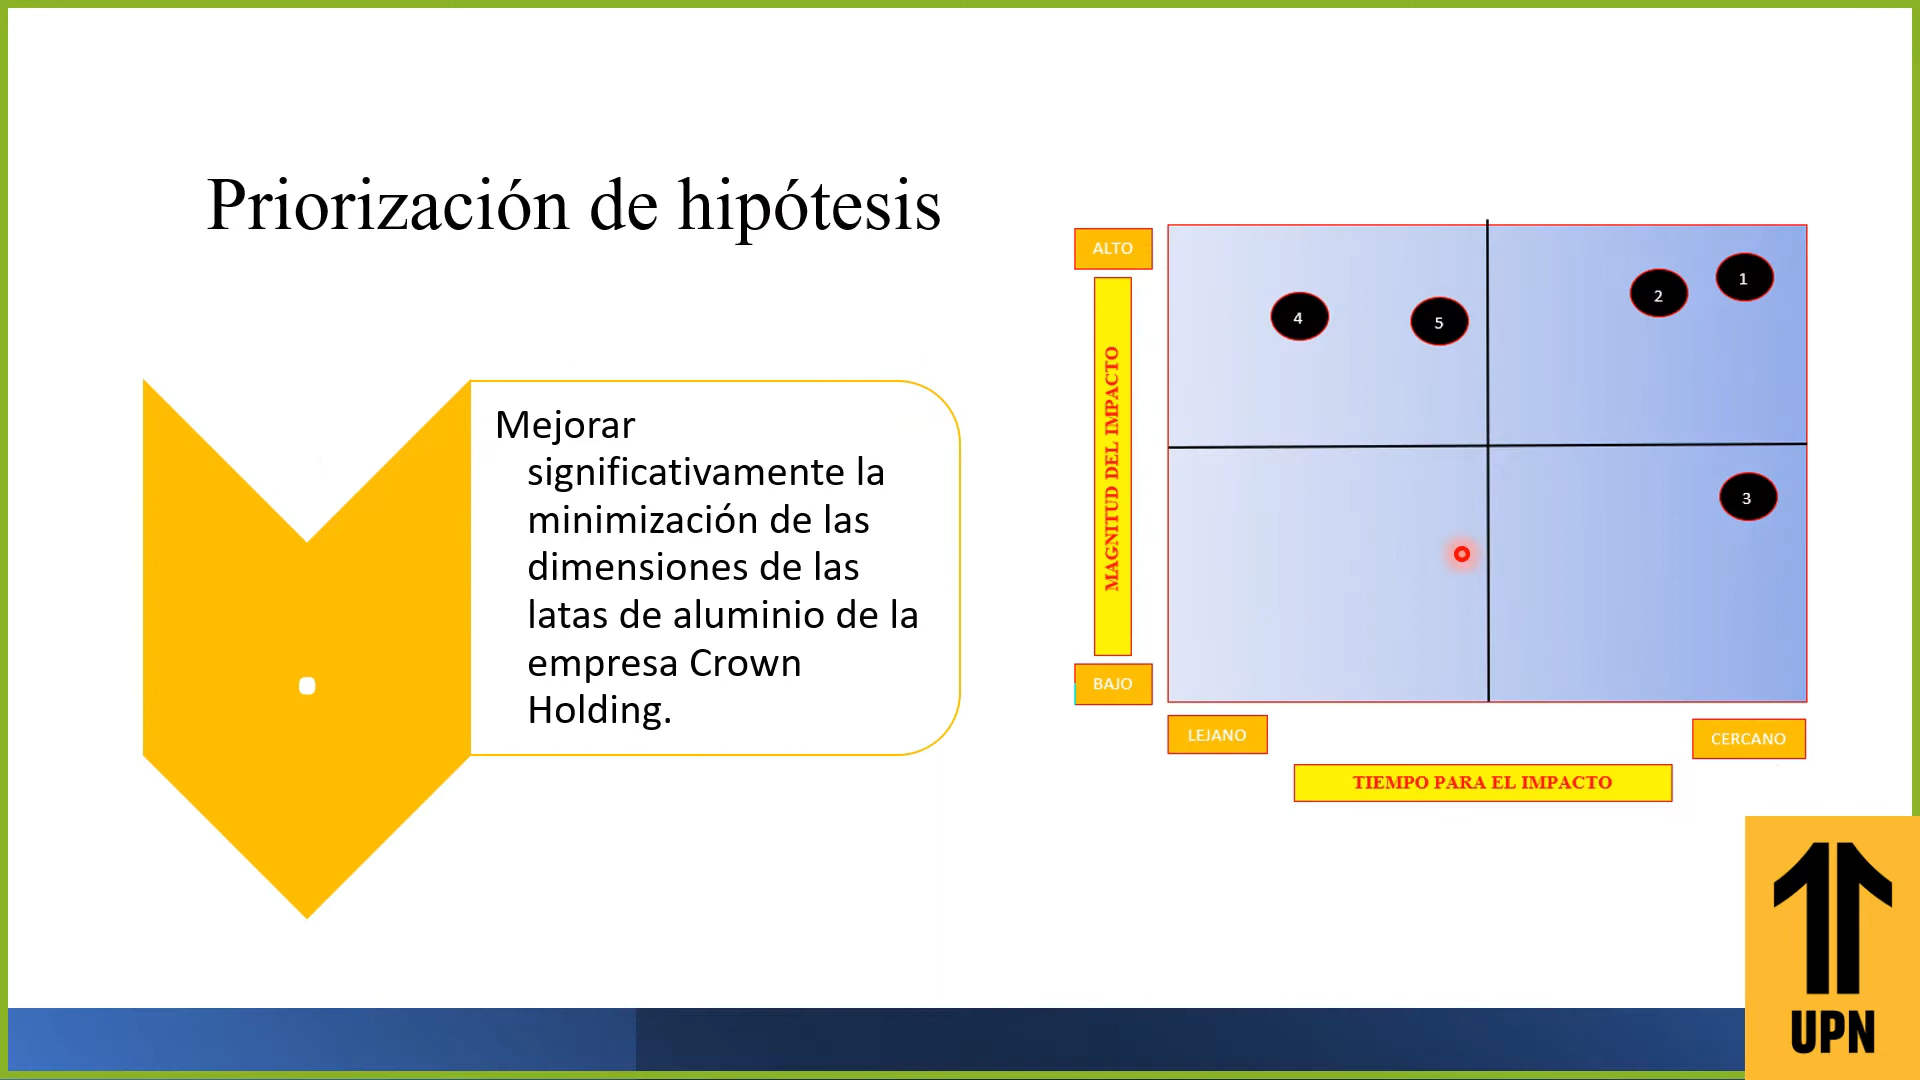 Priorización de hipótesis
Mejorar
significativamente la
minimización de las
dimensiones de las
latas de aluminio de la
empresa Crown
Holding.
ALTO
MAGNITUD DEL IMPACTO
BAJO
4
5
2
1
3
LEJANO
CERCANO
TIEMPO PARA EL IMPACTO
UPN